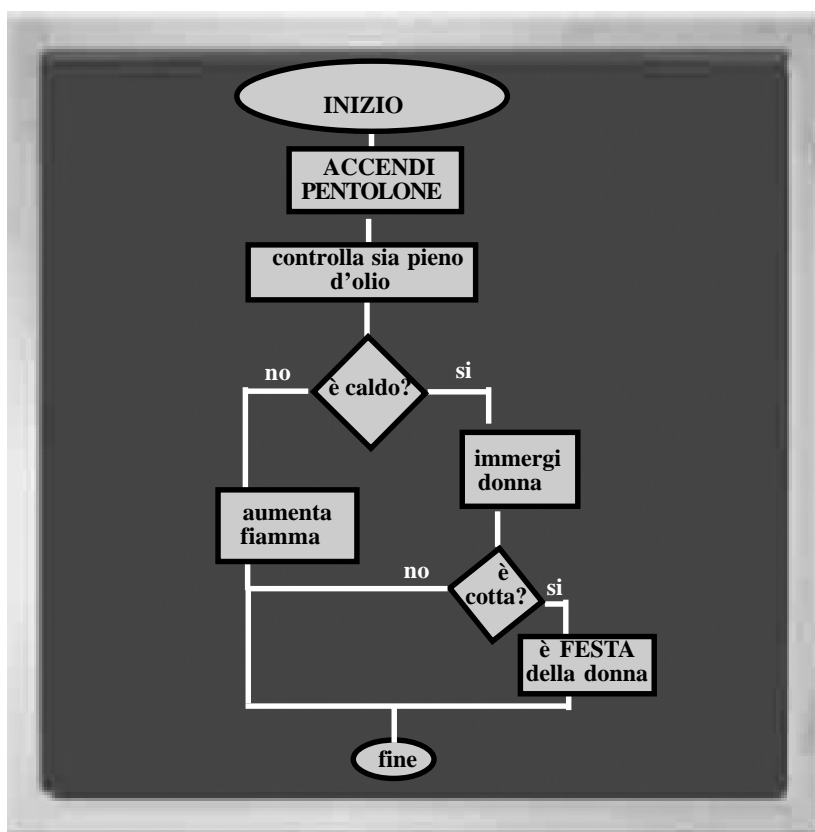 INIZIO
ACCENDI
PENTOLONE
controlla sia pieno
d’olio
è caldo?
no
si
immergi
donna
aumenta
fiamma
no
è
cotta?
si
è FESTA
della donna
fine